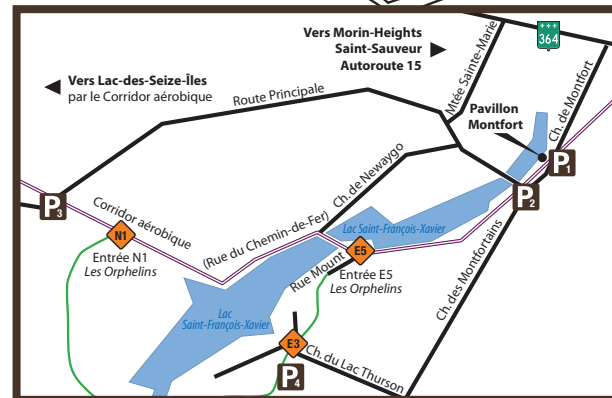 Vers Morin-Heights
Saint-Sauveur
Autoroute 15
364
Vers Lac-des-Seize-Îles
par le Corridor aérobique
Route Principale
Mtée Sainte-Marie
Pavillon
Montfort
Ch. de Montfort
P1
P2
P3
Ch. de Newaygo
Corridor aérobique
(Rue du Chemin-de-Fer)
Lac Saint-François-Xavier
N1
Entrée N1
Les Orphelins
E5
Rue Mount
Entrée E5
Les Orphelins
Ch. des Montfortains
Lac
Saint-François-Xavier
E3
Ch. du Lac Thurson
P4